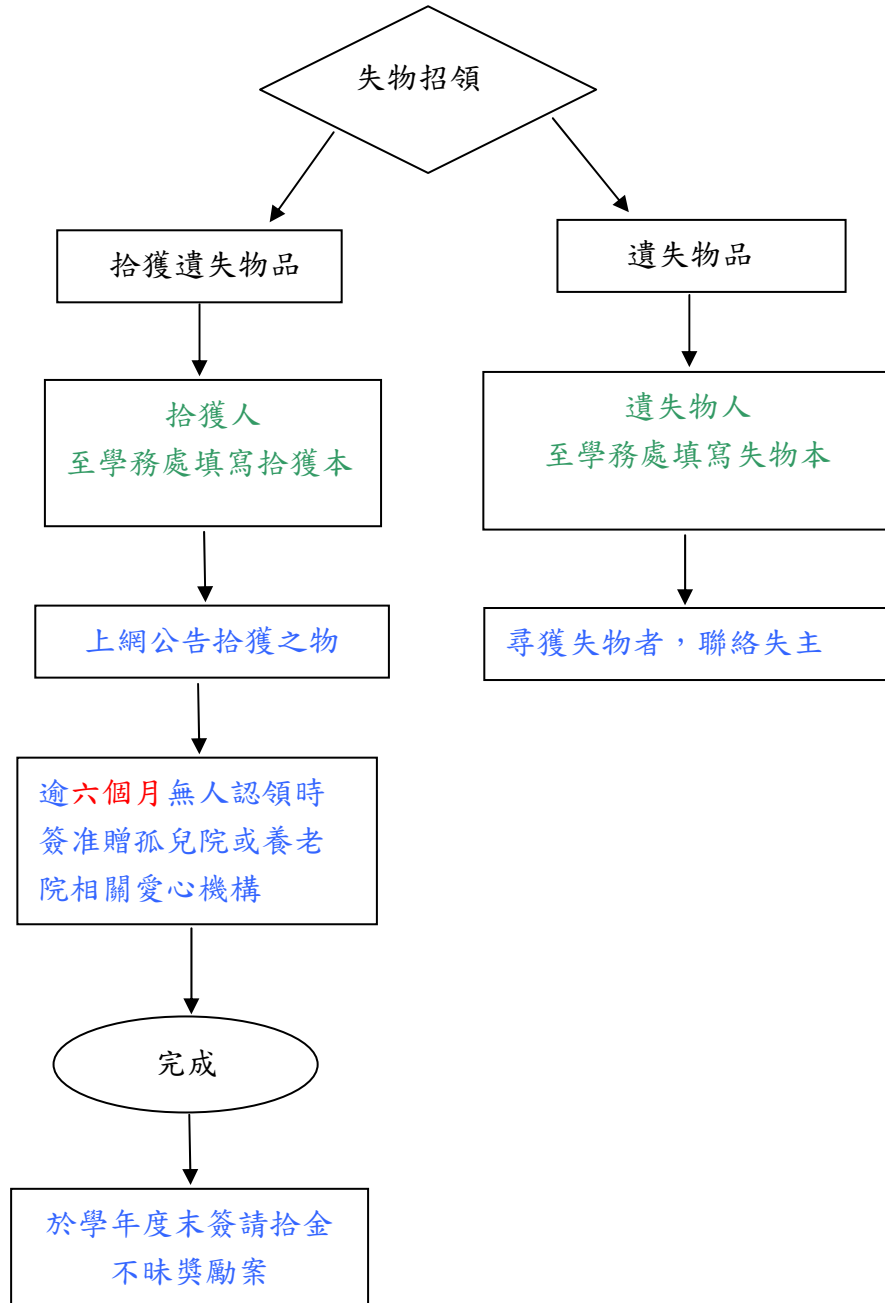 失物招領
拾獲遺失物品
遺失物品
拾獲人
至學務處填寫拾獲本
遺失物人
至學務處填寫失物本
上網公告拾獲之物
尋獲失物者，聯絡失主
逾六個月無人認領時
簽准贈孤兒院或養老
院相關愛心機構
完成
於學年度末簽請拾金
不昧獎勵案